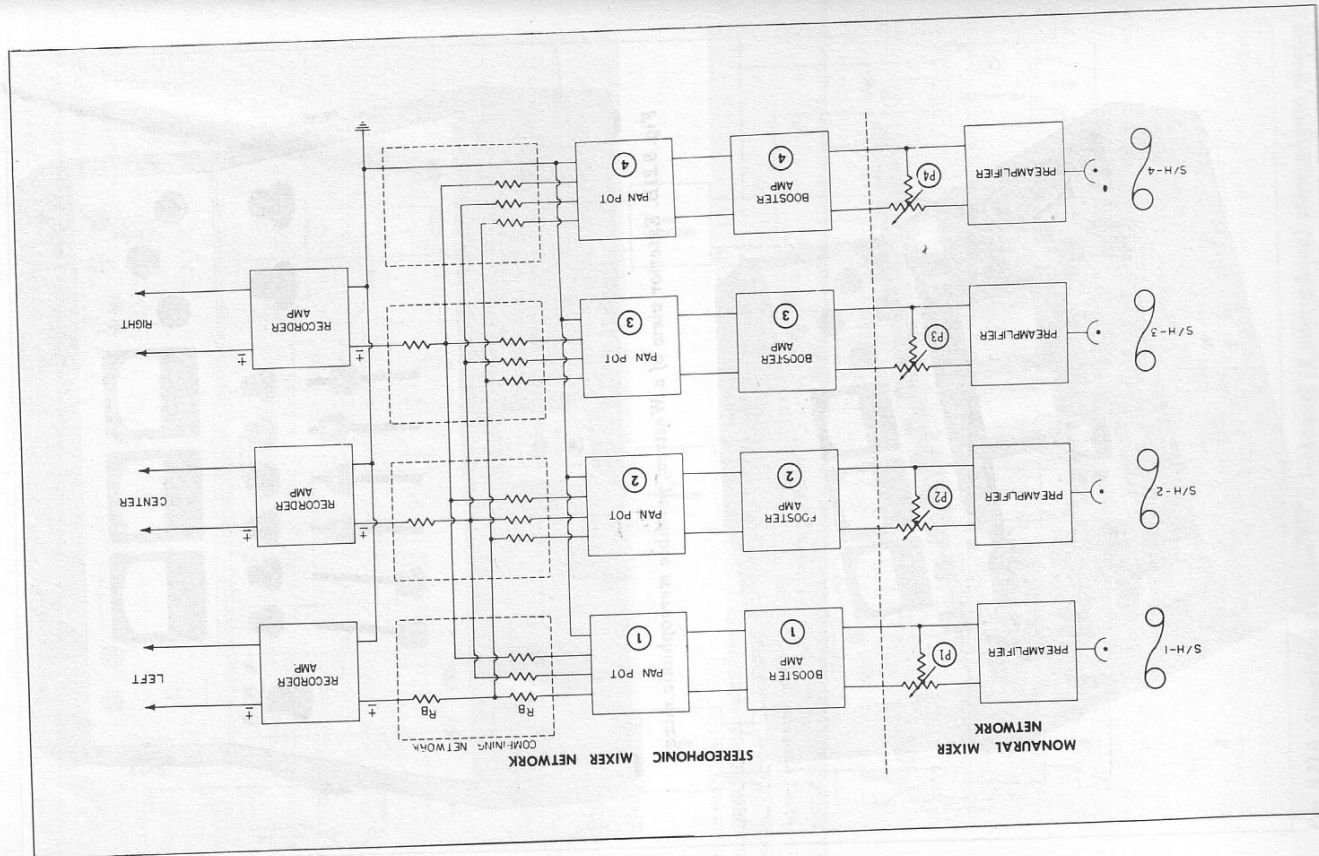 MONAURAL MIXER
NETWORK
STEREOPHONIC MIXER NETWORK
COMFINING NETWORK
S/H-1
PREAMPLIFIER
P1
BOOSTER
AMP
1
PAN POT
1
RB
RB
±
RECORDER
AMP
±
LEFT
S/H-2
PREAMPLIFIER
P2
FOOSTER
AMP
2
PAN POT
2
±
RECORDER
AMP
±
CENTER
S/H-3
PREAMPLIFIER
P3
BOOSTER
AMP
3
PAN POT
3
±
RECORDER
AMP
±
RIGHT
S/H-4
PREAMPLIFIER
P4
BOOSTER
AMP
4
PAN POT
4